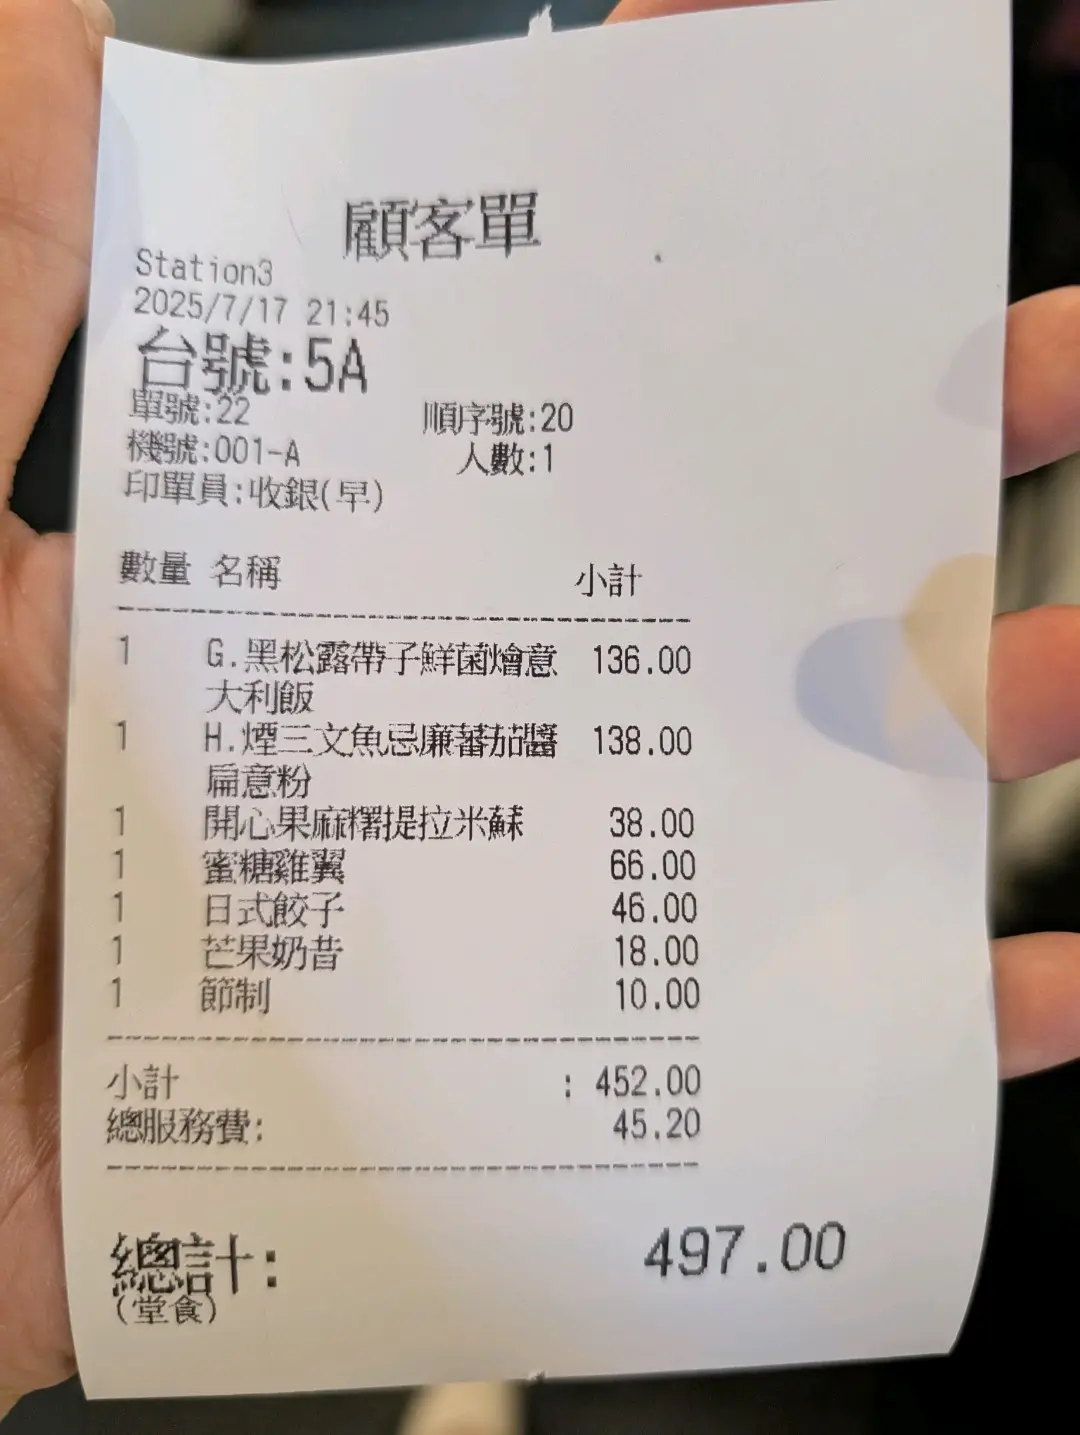 顧客單
Station3
2025/7/17 21:45
台號:5A
單號:22 順序號:20
機號:001-A 人數:1
印單員:收銀(早)
數量 名稱 小計
1 G.黑松露帶子鮮菌燴意 136.00
大利飯
1 H.煙三文魚忌廉蕃茄醬 138.00
扁意粉
1 開心果麻糬提拉米蘇 38.00
1 蜜糖雞翼 66.00
1 日式餃子 46.00
1 芒果奶昔 18.00
1 節制 10.00
小計 : 452.00
總服務費: 45.20
總計: 497.00
(堂食)